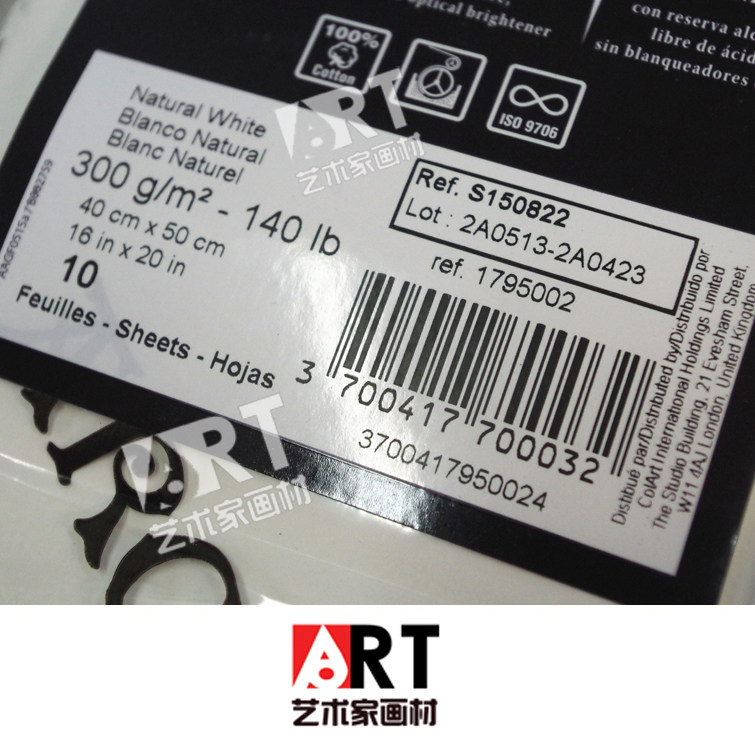 optical brightener
con reserva
libre de
sin blanqueadores
100%
Cotton
ISO 9706
ART
艺术家画材
Natural White
Blanco Natural
Blanc Naturel
300 g/m² - 140 lb
40 cm x 50 cm
16 in x 20 in
10
Feuilles - Sheets - Hojas
Ref. S150822
Lot : 2A0513-2A0423
ref. 1795002
3 700417 700032
3700417950024
Distribué par/Distributed by/Distribuido por :
ColArt International Holdings Limited
The Studio Building, 21 Evesham Street,
W11 4AJ London, United Kingdom
ART
艺术家画材
ART
艺术家画材